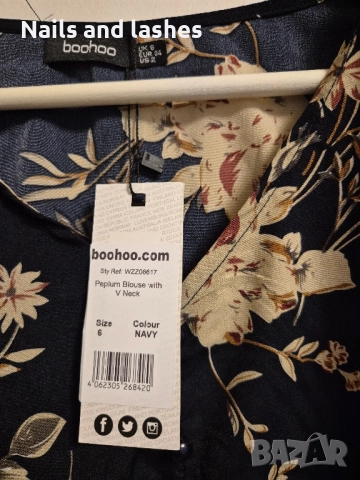 Nails and lashes
boohoo
UK 6
EUR 34
US 2
boohoo.com
Sty Ref: WZZ08617
Peplum Blouse with
V Neck
Size Colour
6 NAVY
4 062305 268420
BAZAR